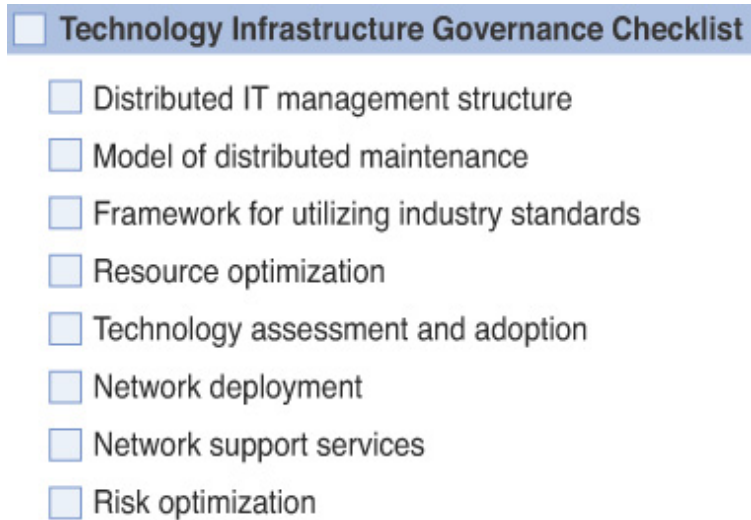 Technology Infrastructure Governance Checklist
Distributed IT management structure
Model of distributed maintenance
Framework for utilizing industry standards
Resource optimization
Technology assessment and adoption
Network deployment
Network support services
Risk optimization